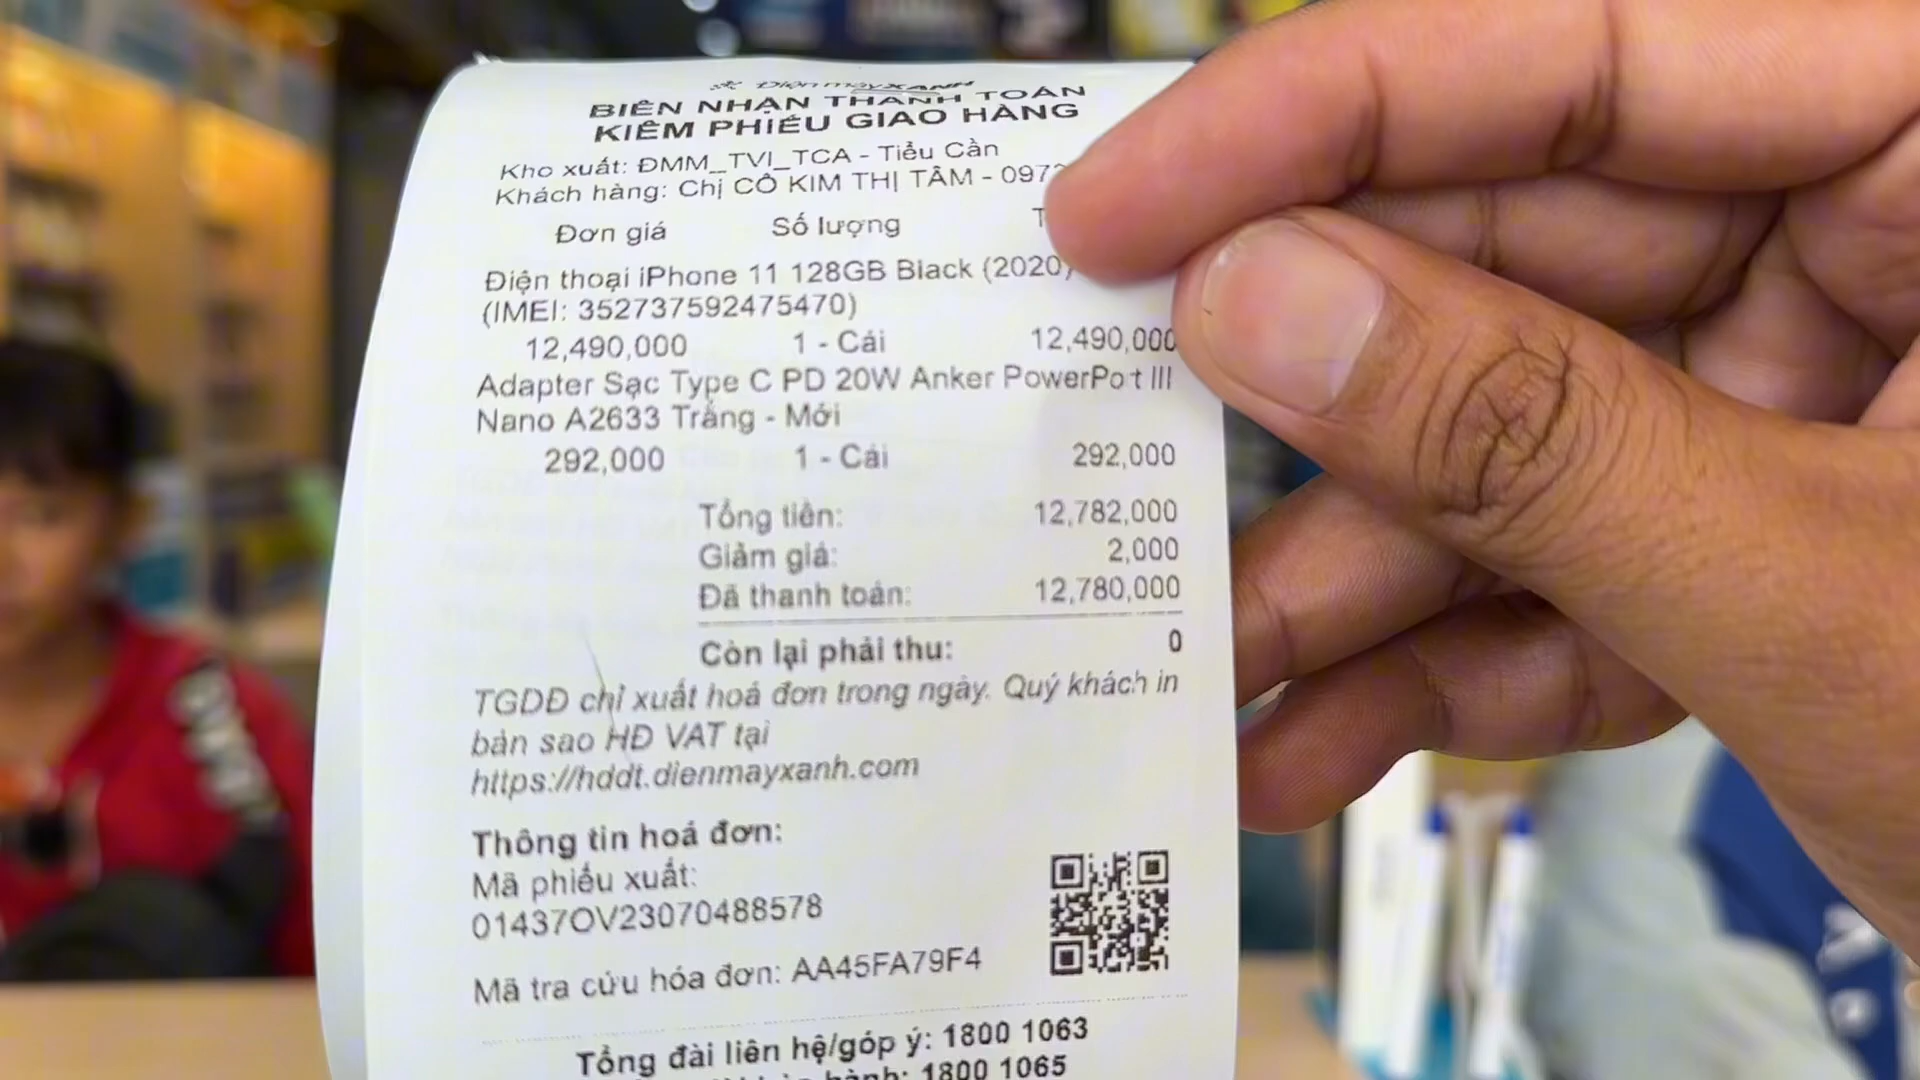 Điện máyXANH
BIÊN NHẬN THANH TOÁN
KIÊM PHIẾU GIAO HÀNG
Kho xuất: ĐMM_TVI_TCA - Tiểu Cần
Khách hàng: Chị CÔ KIM THỊ TÂM - 097
Đơn giá Số lượng T
Điện thoại iPhone 11 128GB Black (2020)
(IMEI: 352737592475470)
12,490,000 1 - Cái 12,490,000
Adapter Sạc Type C PD 20W Anker PowerPort III
Nano A2633 Trắng - Mới
292,000 1 - Cái 292,000
Tổng tiền: 12,782,000
Giảm giá: 2,000
Đã thanh toán: 12,780,000
Còn lại phải thu: 0
TGDĐ chỉ xuất hoá đơn trong ngày. Quý khách in
bản sao HĐ VAT tại
https://hddt.dienmayxanh.com
Thông tin hoá đơn:
Mã phiếu xuất:
01437OV23070488578
Mã tra cứu hóa đơn: AA45FA79F4
Tổng đài liên hệ/góp ý: 1800 1063
hành: 1800 1065